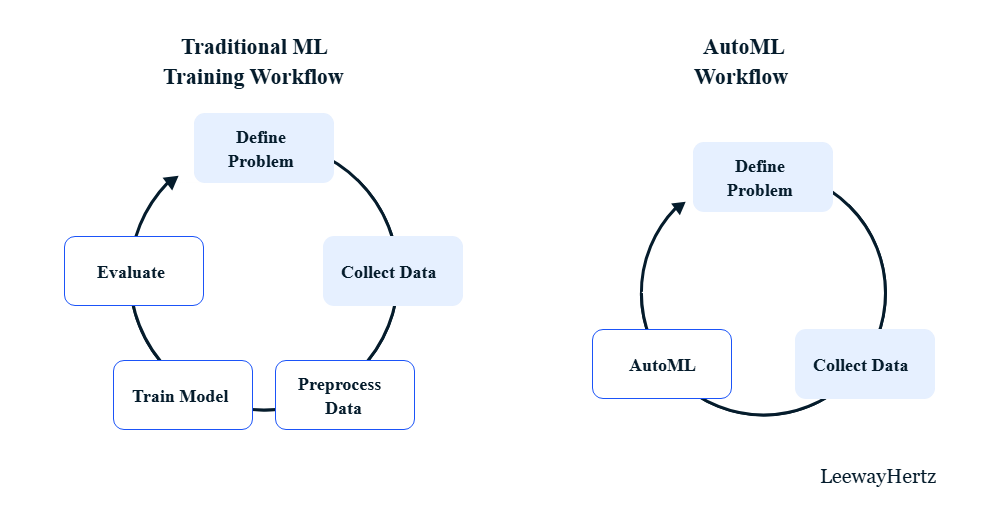 Traditional ML
Training Workflow
Define
Problem
Collect Data
Preprocess
Data
Train Model
Evaluate
AutoML
Workflow
Define
Problem
Collect Data
AutoML
LeewayHertz